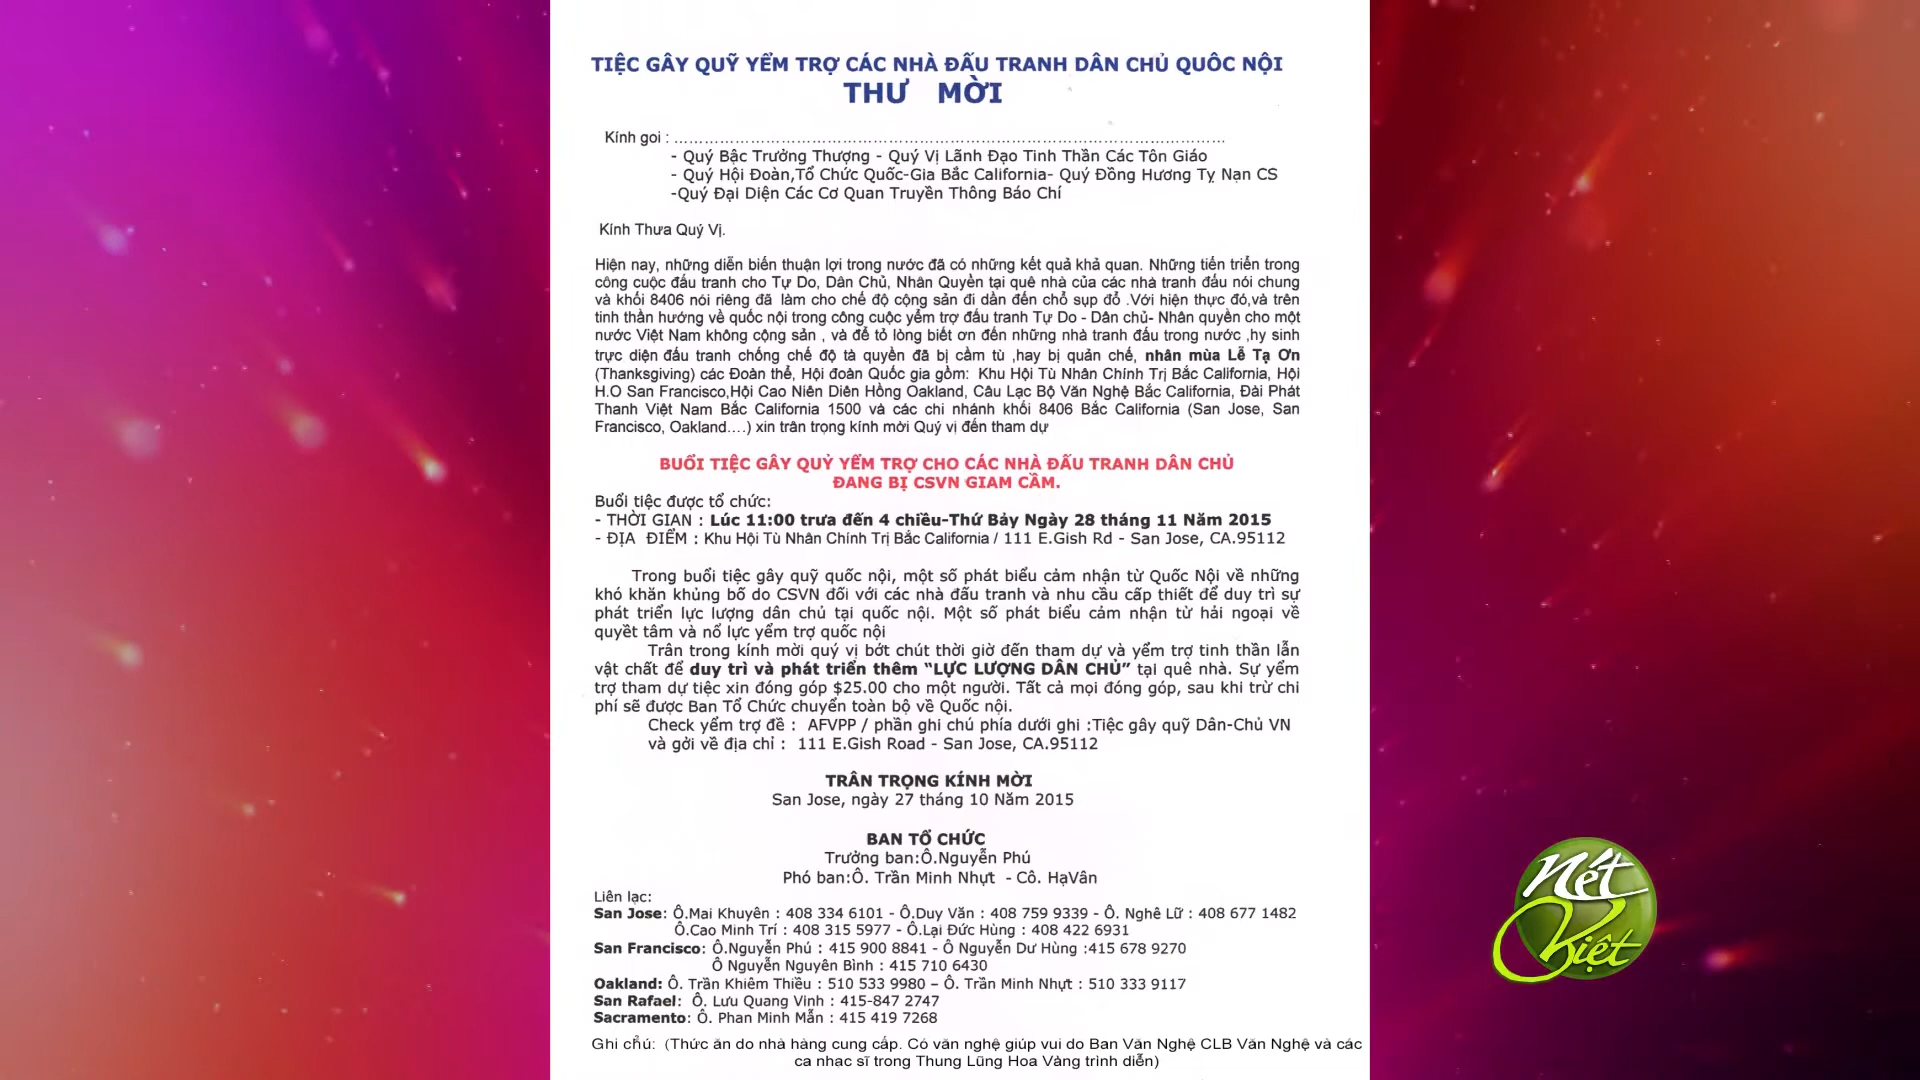 TIỆC GÂY QUỸ YỂM TRỢ CÁC NHÀ ĐẤU TRANH DÂN CHỦ QUÔC NỘI
THƯ MỜI
Kính goi : ...........................................................................................
- Quý Bậc Trưởng Thượng - Quý Vị Lãnh Đạo Tinh Thần Các Tôn Giáo
- Quý Hội Đoàn,Tổ Chức Quốc-Gia Bắc California- Quý Đồng Hương Tỵ Nạn CS
-Quý Đại Diện Các Cơ Quan Truyền Thông Báo Chí
Kính Thưa Quý Vị.
Hiện nay, những diễn biến thuận lợi trong nước đã có những kết quả khả quan. Những tiến triển trong
công cuộc đấu tranh cho Tự Do, Dân Chủ, Nhân Quyền tại quê nhà của các nhà tranh đấu nói chung
và khối 8406 nói riêng đã làm cho chế độ cộng sản đi dần đến chổ sụp đổ .Với hiện thực đó,và trên
tinh thần hướng về quốc nội trong công cuộc yểm trợ đấu tranh Tự Do - Dân chủ- Nhân quyền cho một
nước Việt Nam không cộng sản , và để tỏ lòng biết ơn đến những nhà tranh đấu trong nước ,hy sinh
trực diện đấu tranh chống chế độ tà quyền đã bị cầm tù ,hay bị quản chế, nhân mùa Lễ Tạ Ơn
(Thanksgiving) các Đoàn thể, Hội đoàn Quốc gia gồm: Khu Hội Tù Nhân Chính Trị Bắc California, Hội
H.O San Francisco,Hội Cao Niên Diên Hồng Oakland, Câu Lạc Bộ Văn Nghệ Bắc California, Đài Phát
Thanh Việt Nam Bắc California 1500 và các chi nhánh khối 8406 Bắc California (San Jose, San
Francisco, Oakland....) xin trân trọng kính mời Quý vị đến tham dự
BUỔI TIỆC GÂY QUỶ YỂM TRỢ CHO CÁC NHÀ ĐẤU TRANH DÂN CHỦ
ĐANG BỊ CSVN GIAM CẦM.
Buổi tiệc được tổ chức:
- THỜI GIAN : Lúc 11:00 trưa đến 4 chiều-Thứ Bảy Ngày 28 tháng 11 Năm 2015
- ĐỊA ĐIỂM : Khu Hội Tù Nhân Chính Trị Bắc California / 111 E.Gish Rd - San Jose, CA.95112
Trong buổi tiệc gây quỹ quốc nội, một số phát biểu cảm nhận từ Quốc Nội về những
khó khăn khủng bố do CSVN đối với các nhà đấu tranh và nhu cầu cấp thiết để duy trì sự
phát triển lực lượng dân chủ tại quốc nội. Một số phát biểu cảm nhận từ hải ngoại về
quyết tâm và nổ lực yểm trợ quốc nội
Trân trong kính mời quý vị bớt chút thời giờ đến tham dự và yểm trợ tinh thần lẫn
vật chất để duy trì và phát triển thêm “LỰC LƯỢNG DÂN CHỦ” tại quê nhà. Sự yểm
trợ tham dự tiệc xin đóng góp $25.00 cho một người. Tất cả mọi đóng góp, sau khi trừ chi
phí sẽ được Ban Tổ Chức chuyển toàn bộ về Quốc nội.
Check yểm trợ đề : AFVPP / phần ghi chú phía dưới ghi :Tiệc gây quỹ Dân-Chủ VN
và gởi về địa chỉ : 111 E.Gish Road - San Jose, CA.95112
TRÂN TRỌNG KÍNH MỜI
San Jose, ngày 27 tháng 10 Năm 2015
BAN TỔ CHỨC
Trưởng ban:Ô.Nguyễn Phú
Phó ban:Ô. Trần Minh Nhựt - Cô. HạVân
Liên lạc:
San Jose: Ô.Mai Khuyên : 408 334 6101 - Ô.Duy Văn : 408 759 9339 - Ô. Nghê Lữ : 408 677 1482
Ô.Cao Minh Trí : 408 315 5977 - Ô.Lại Đức Hùng : 408 422 6931
San Francisco: Ô.Nguyễn Phú : 415 900 8841 - Ô Nguyễn Dư Hùng :415 678 9270
Ô Nguyễn Nguyên Bình : 415 710 6430
Oakland: Ô. Trần Khiêm Thiều : 510 533 9980 – Ô. Trần Minh Nhựt : 510 333 9117
San Rafael: Ô. Lưu Quang Vinh : 415-847 2747
Sacramento: Ô. Phan Minh Mẫn : 415 419 7268
Ghi chủ: (Thức ăn do nhà hàng cung cấp. Có văn nghệ giúp vui do Ban Văn Nghệ CLB Văn Nghệ và các
ca nhạc sĩ trong Thung Lũng Hoa Vàng trình diễn)
Nét
Việt